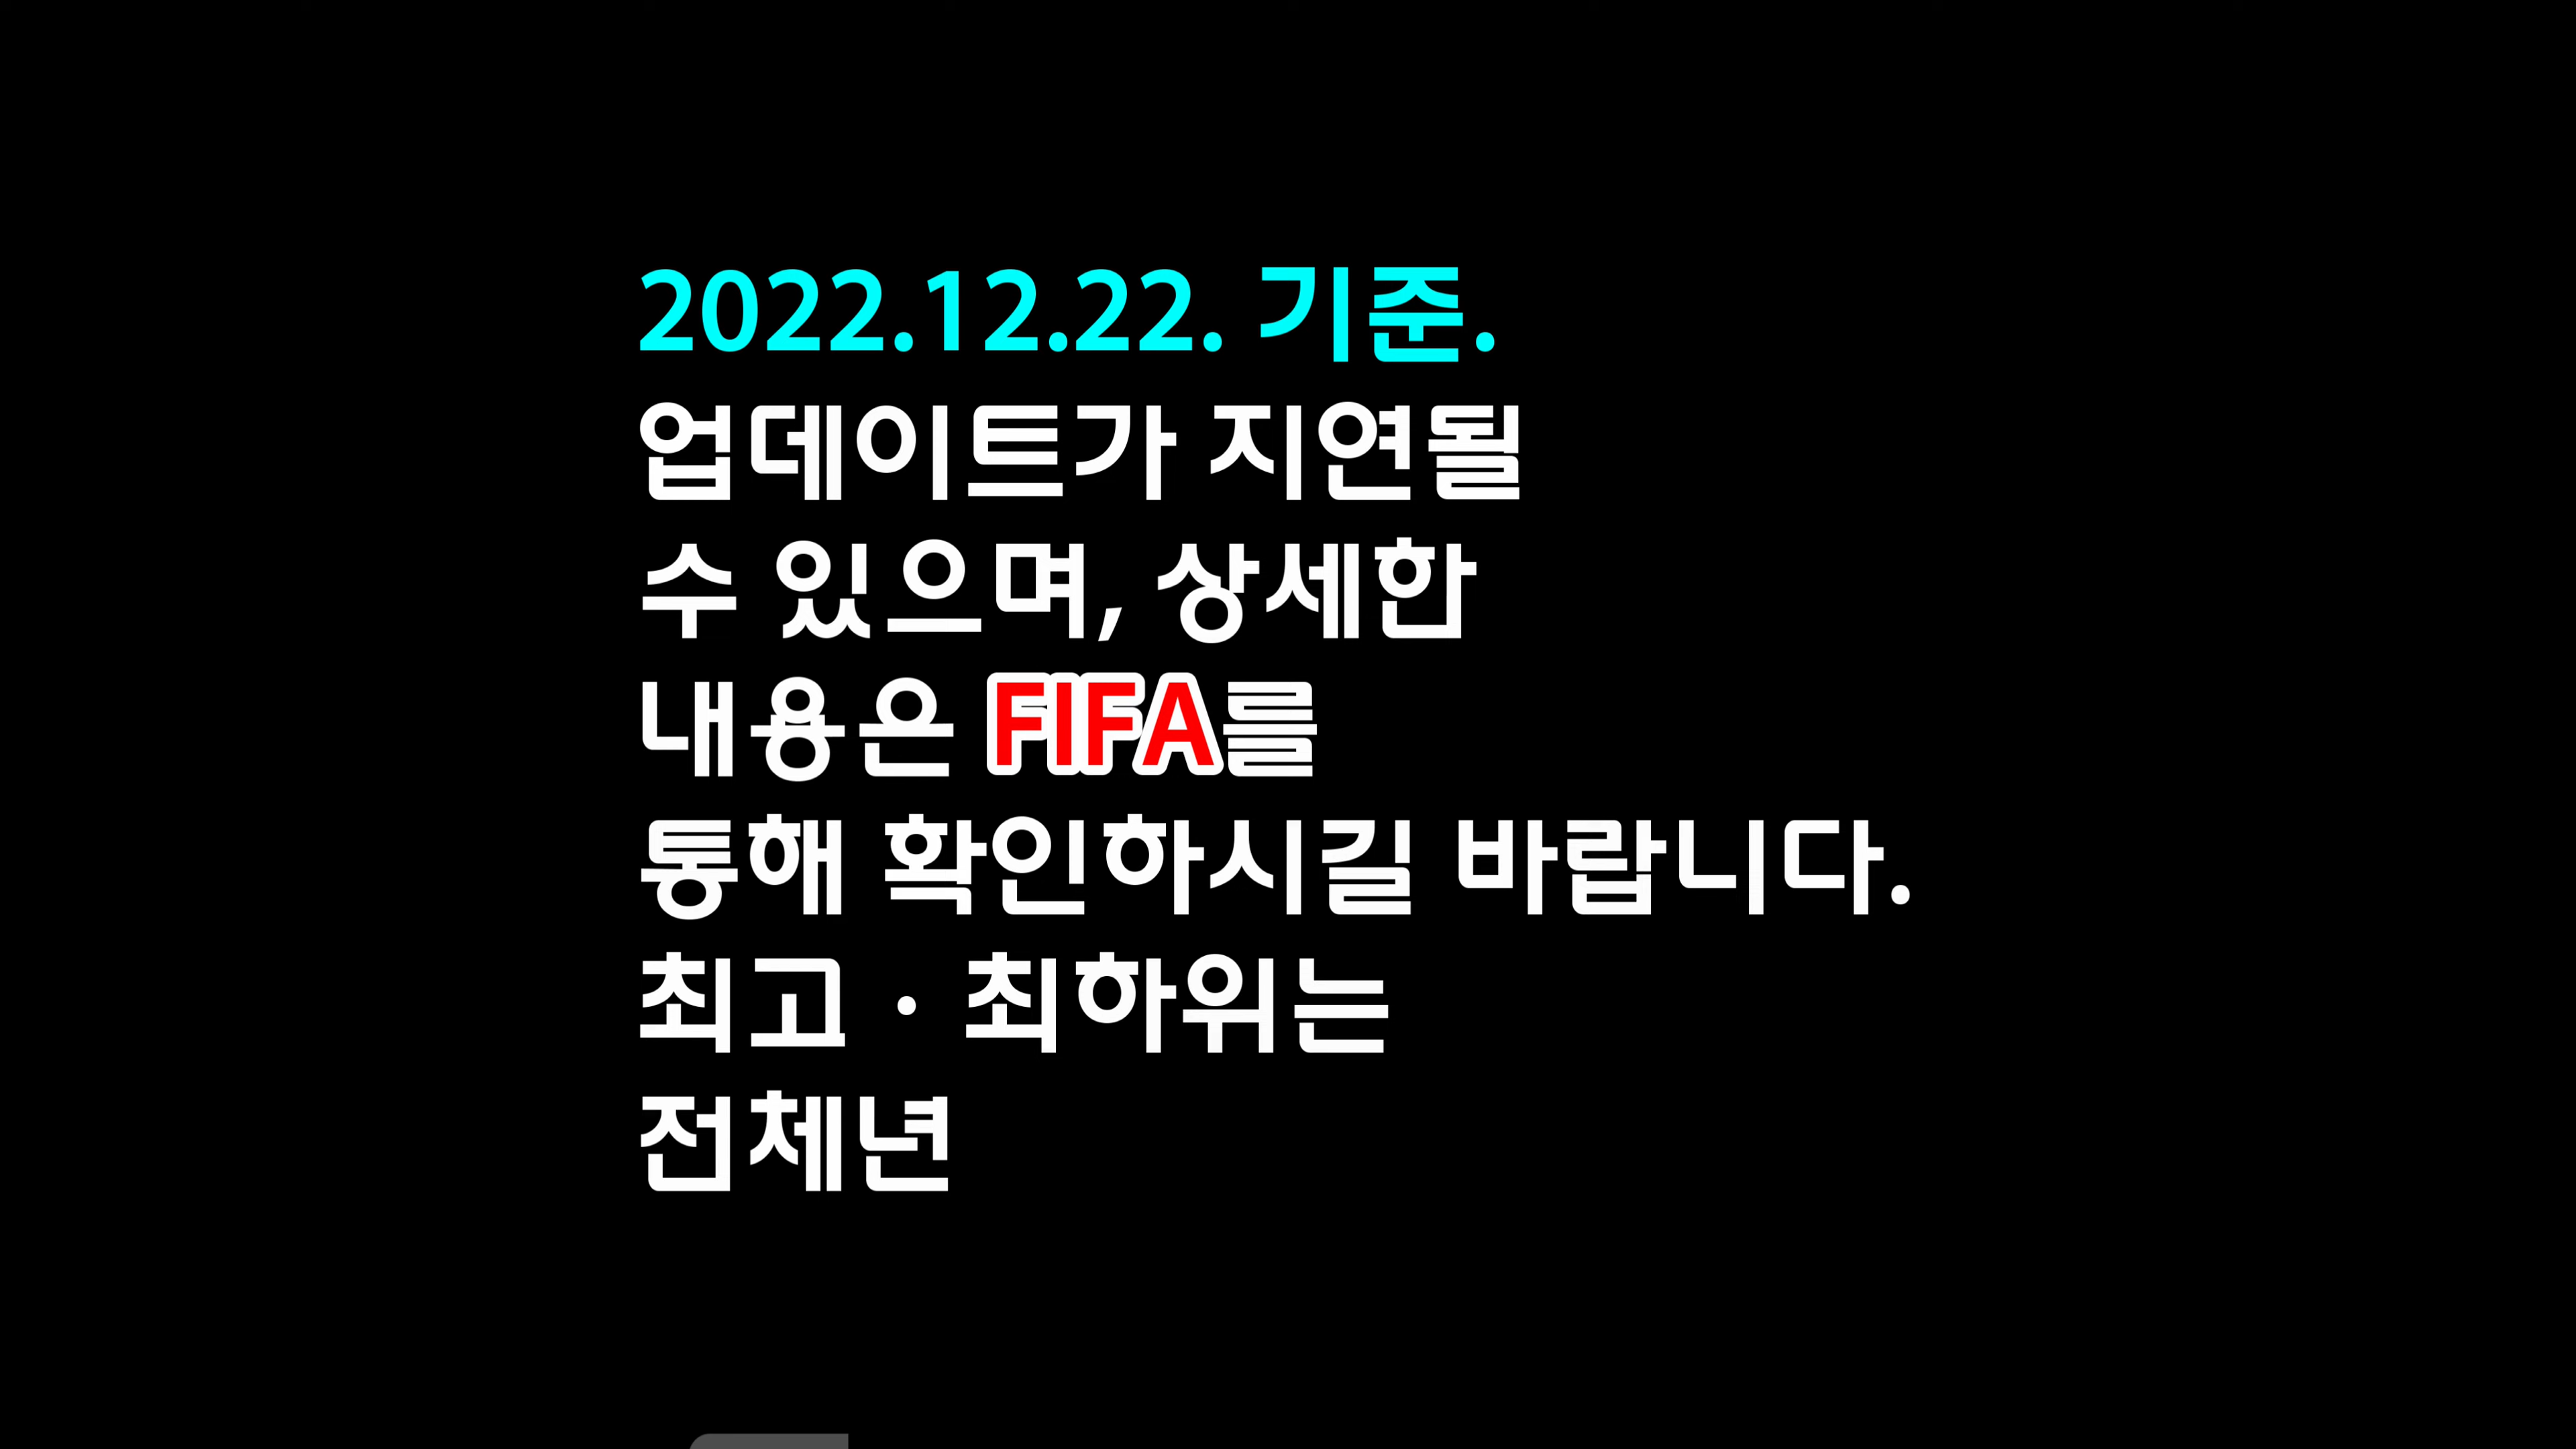 2022.12.22. 기준.
업데이트가 지연될
수 있으며, 상세한
내용은 FIFA를
통해 확인하시길 바랍니다.
최고 · 최하위는
전체년